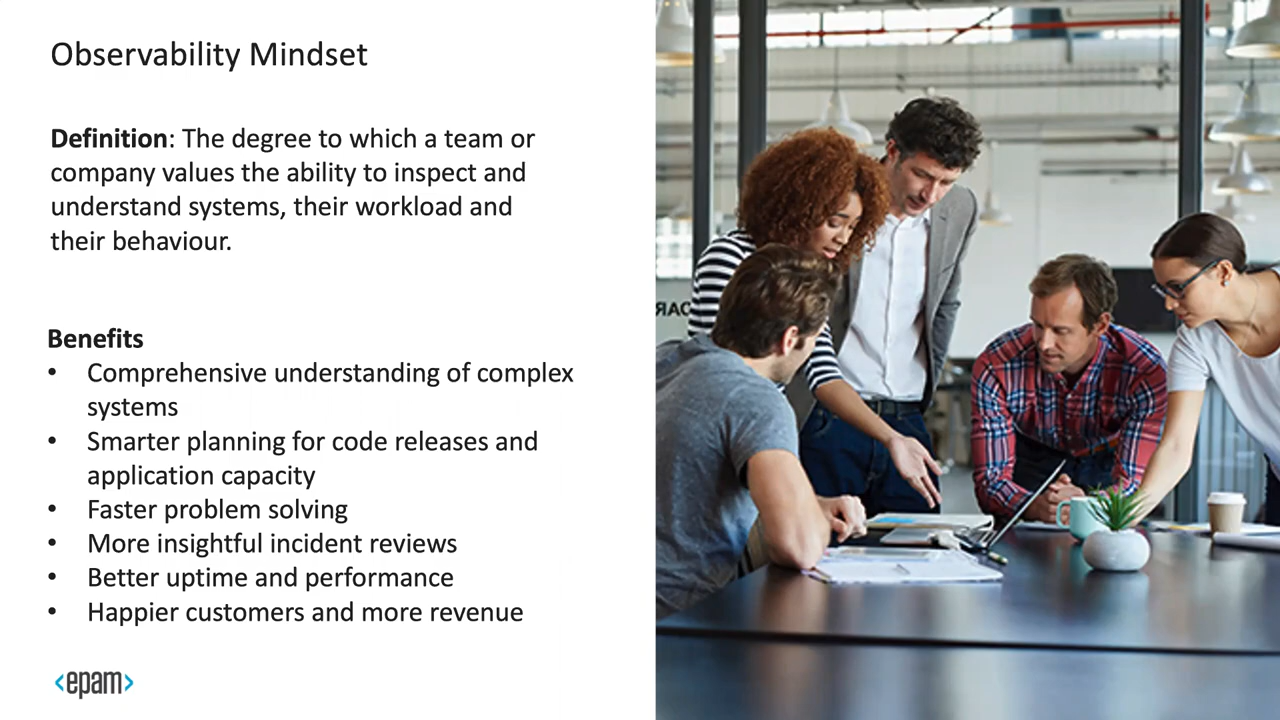 Observability Mindset
Definition: The degree to which a team or
company values the ability to inspect and
understand systems, their workload and
their behaviour.
Benefits
• Comprehensive understanding of complex
systems
• Smarter planning for code releases and
application capacity
• Faster problem solving
• More insightful incident reviews
• Better uptime and performance
• Happier customers and more revenue
<epam>